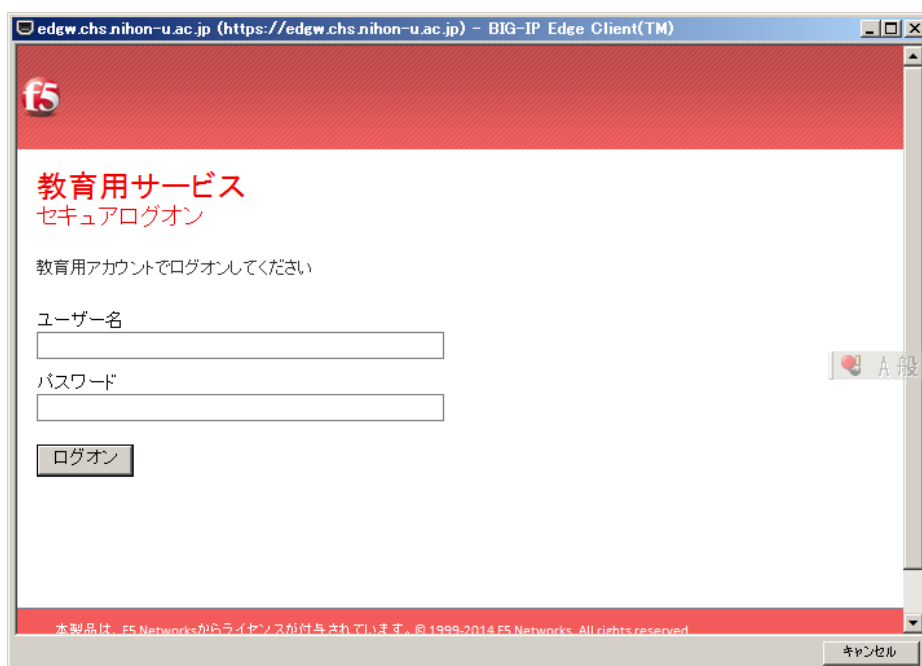 edgw.chs.nihon-u.ac.jp (https://edgw.chs.nihon-u.ac.jp) - BIG-IP Edge Client(TM)
f5
教育用サービス
セキュアログオン
教育用アカウントでログオンしてください
ユーザー名
A 般
パスワード
ログオン
本製品は、F5 Networksからライセンスが付与されています。© 1999-2014 F5 Networks. All rights reserved.
キャンセル